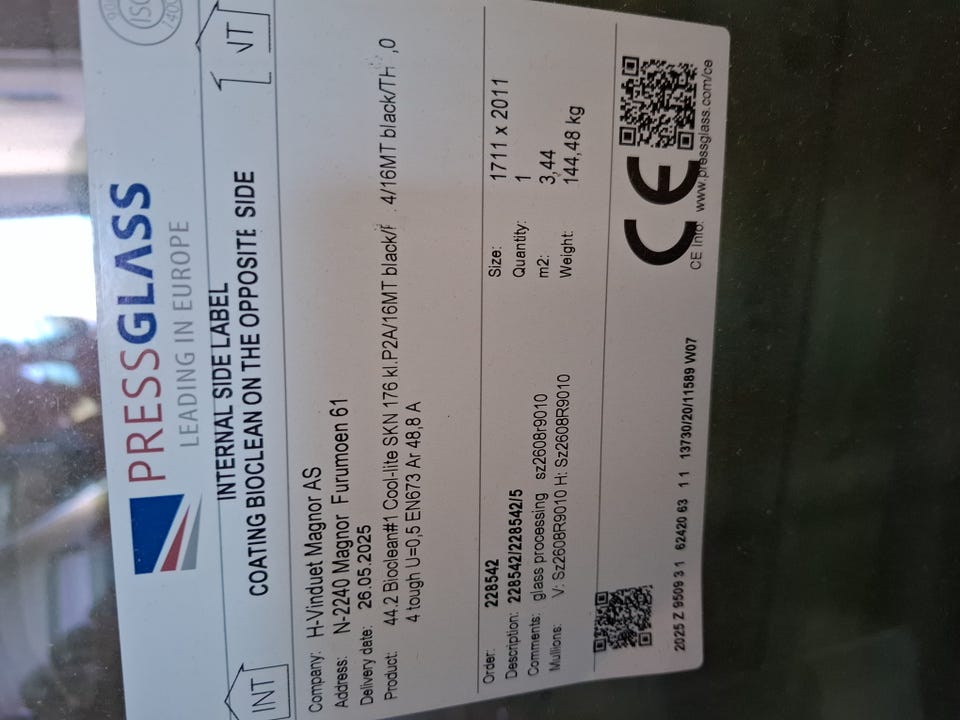 ISO
PRESSGLASS
LEADING IN EUROPE
INT
INTERNAL SIDE LABEL
COATING BIOCLEAN ON THE OPPOSITE SIDE
Company: H-Vinduet Magnor AS
Address: N-2240 Magnor Furumoen 61
Delivery date: 26.05.2025
Product: 44.2 Bioclean#1 Cool-lite SKN 176 kl.P2A/16MT black/ 4/16MT black/
4 tough U=0,5 EN673 Ar 48,8 A
Order: 228542 Size: 1711 x 2011
Description: 228542/228542/5 Quantity: 1
Comments: glass processing sz2608r9010 m2: 3,44
Mullions: V: Sz2608R9010 H: Sz2608R9010 Weight: 144,48 kg
CE
CE Info: www.pressglass.com/ce
2025 Z 9509 3 1 62420 63 1 1 13730/20/11589 W07